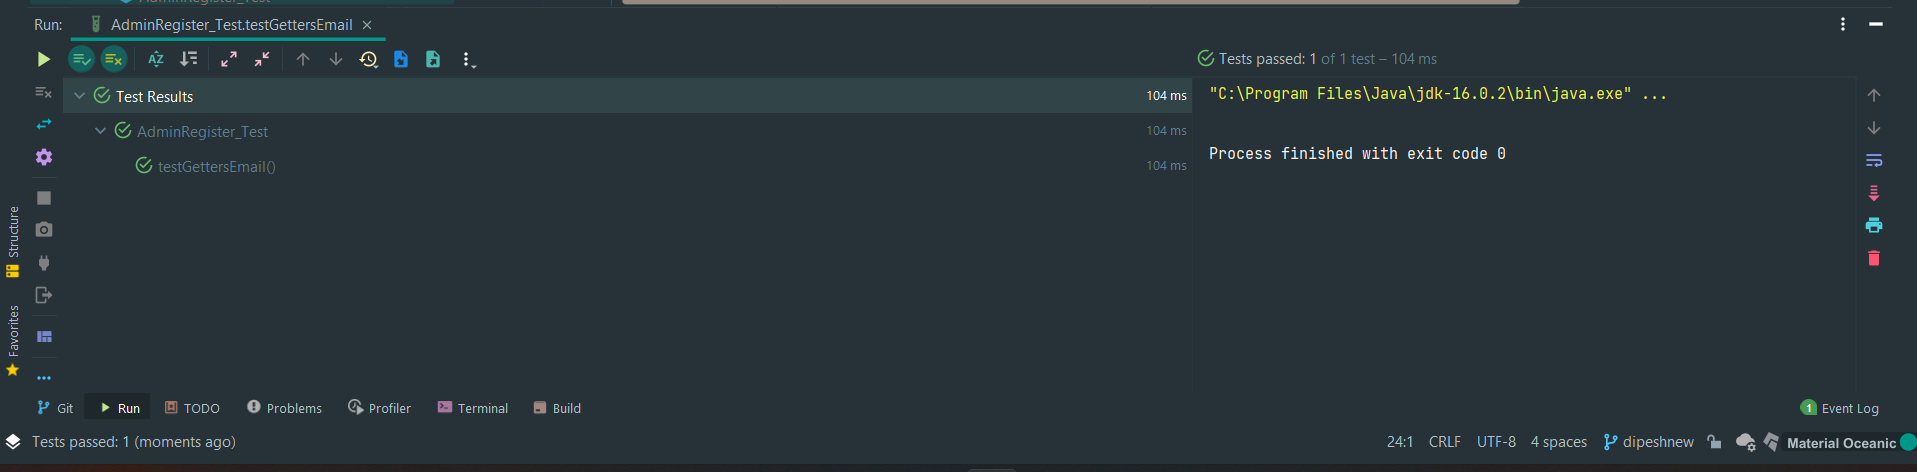 AdminRegister_Test
Run: AdminRegister_Test.testGettersEmail
Tests passed: 1 of 1 test – 104 ms
Test Results 104 ms
AdminRegister_Test 104 ms
testGettersEmail() 104 ms
"C:\Program Files\Java\jdk-16.0.2\bin\java.exe" ...
Process finished with exit code 0
Structure
Favorites
Git Run TODO Problems Profiler Terminal Build 1 Event Log
Tests passed: 1 (moments ago) 24:1 CRLF UTF-8 4 spaces dipeshnew Material Oceanic